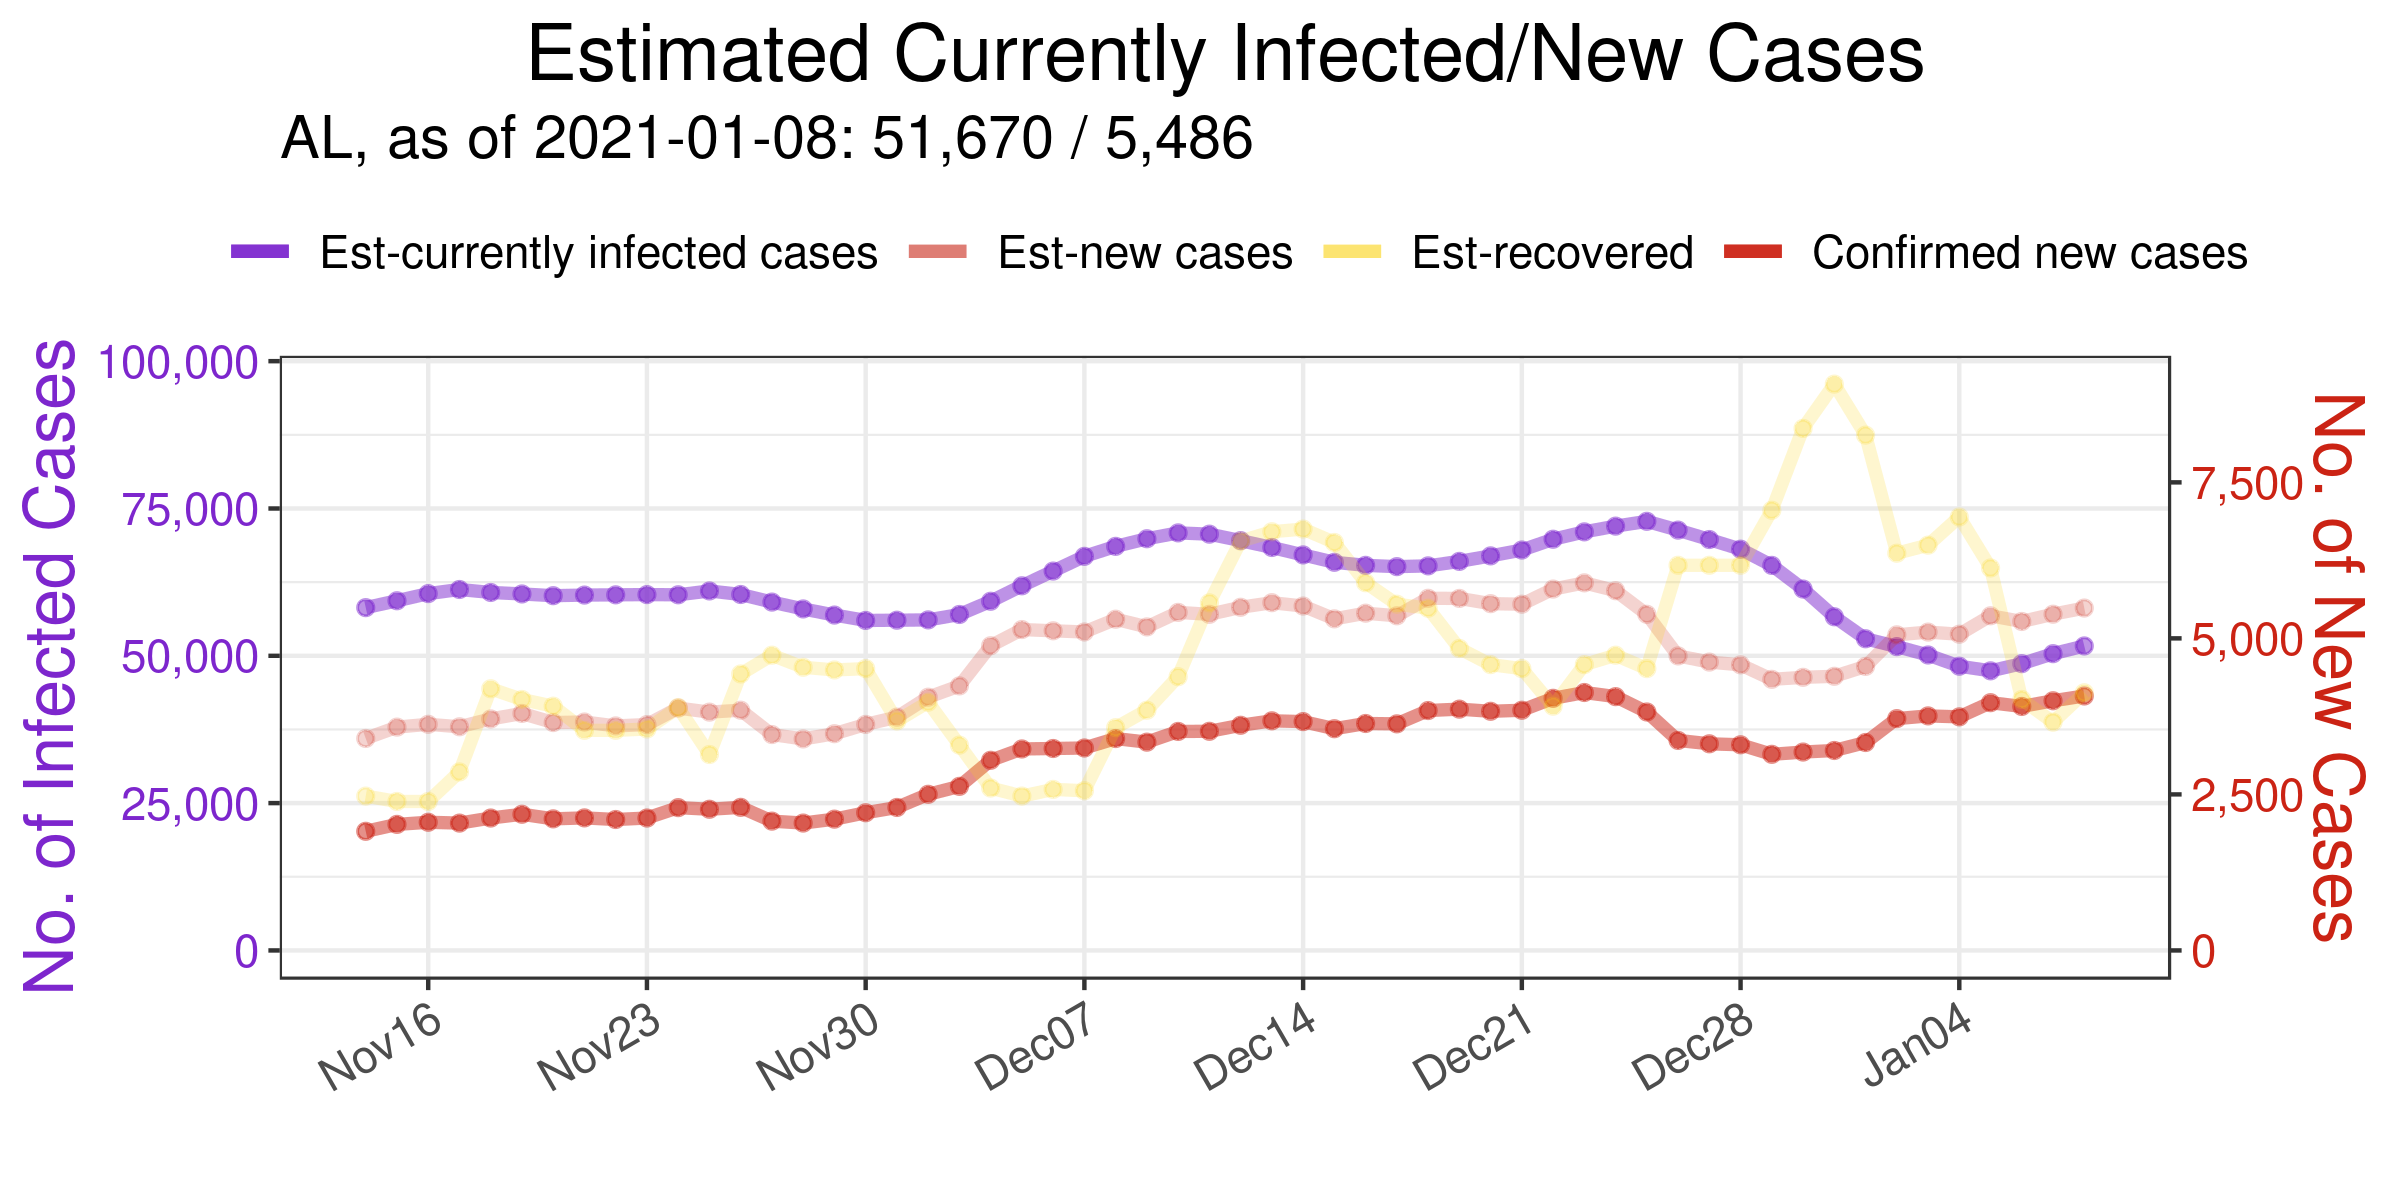 Estimated Currently Infected/New Cases
AL, as of 2021-01-08: 51,670 / 5,486
Est-currently infected cases Est-new cases Est-recovered Confirmed new cases
No. of Infected Cases
100,000
75,000
50,000
25,000
0
7,500
5,000
2,500
0
No. of New Cases
Nov16 Nov23 Nov30 Dec07 Dec14 Dec21 Dec28 Jan04